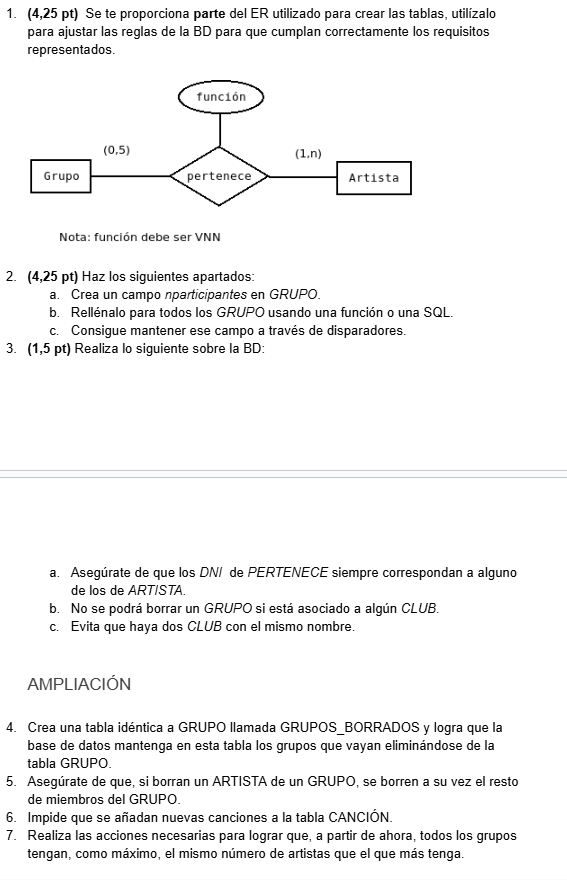 1. (4,25 pt) Se te proporciona parte del ER utilizado para crear las tablas, utilízalo
para ajustar las reglas de la BD para que cumplan correctamente los requisitos
representados.
función
(0,5)
(1,n)
Grupo
pertenece
Artista
Nota: función debe ser VNN
2. (4,25 pt) Haz los siguientes apartados:
a. Crea un campo nparticipantes en GRUPO.
b. Rellénalo para todos los GRUPO usando una función o una SQL.
c. Consigue mantener ese campo a través de disparadores.
3. (1,5 pt) Realiza lo siguiente sobre la BD:
a. Asegúrate de que los DNI de PERTENECE siempre correspondan a alguno
de los de ARTISTA.
b. No se podrá borrar un GRUPO si está asociado a algún CLUB.
c. Evita que haya dos CLUB con el mismo nombre.
AMPLIACIÓN
4. Crea una tabla idéntica a GRUPO llamada GRUPOS_BORRADOS y logra que la
base de datos mantenga en esta tabla los grupos que vayan eliminándose de la
tabla GRUPO.
5. Asegúrate de que, si borran un ARTISTA de un GRUPO, se borren a su vez el resto
de miembros del GRUPO.
6. Impide que se añadan nuevas canciones a la tabla CANCIÓN.
7. Realiza las acciones necesarias para lograr que, a partir de ahora, todos los grupos
tengan, como máximo, el mismo número de artistas que el que más tenga.